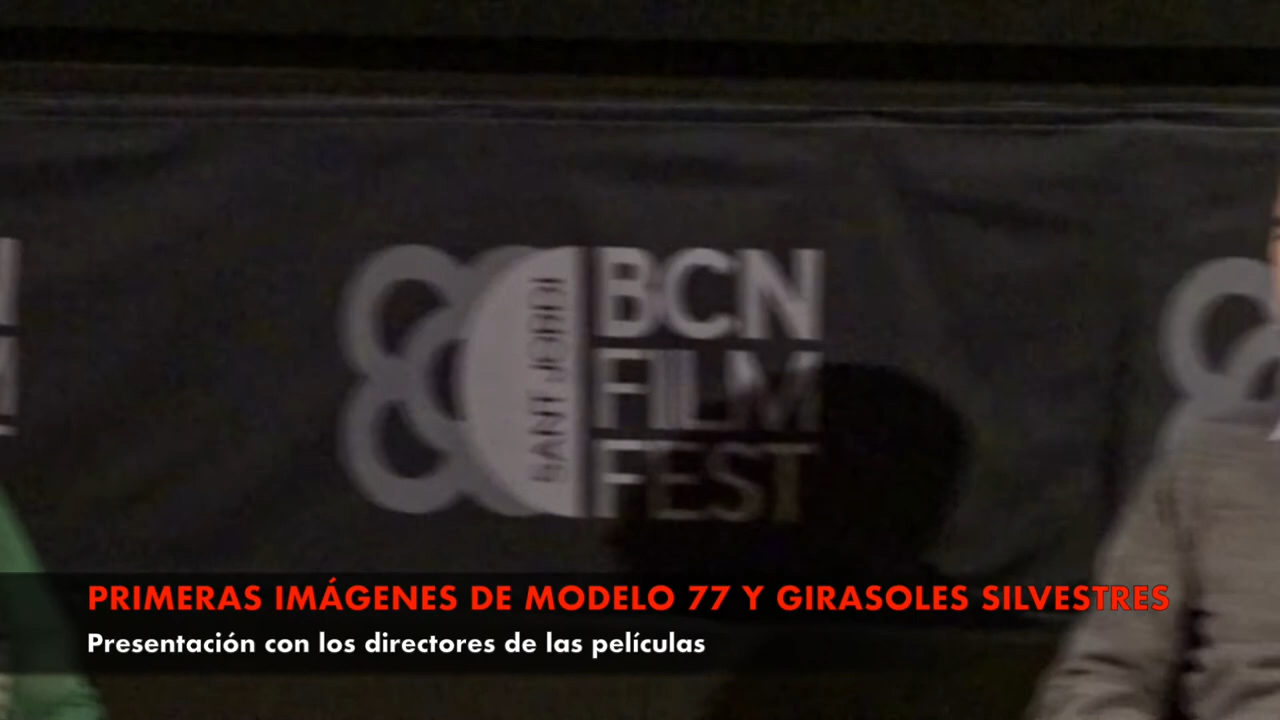 SANT JORDI
BCN
FILM
FEST
PRIMERAS IMÁGENES DE MODELO 77 Y GIRASOLES SILVESTRES
Presentación con los directores de las películas